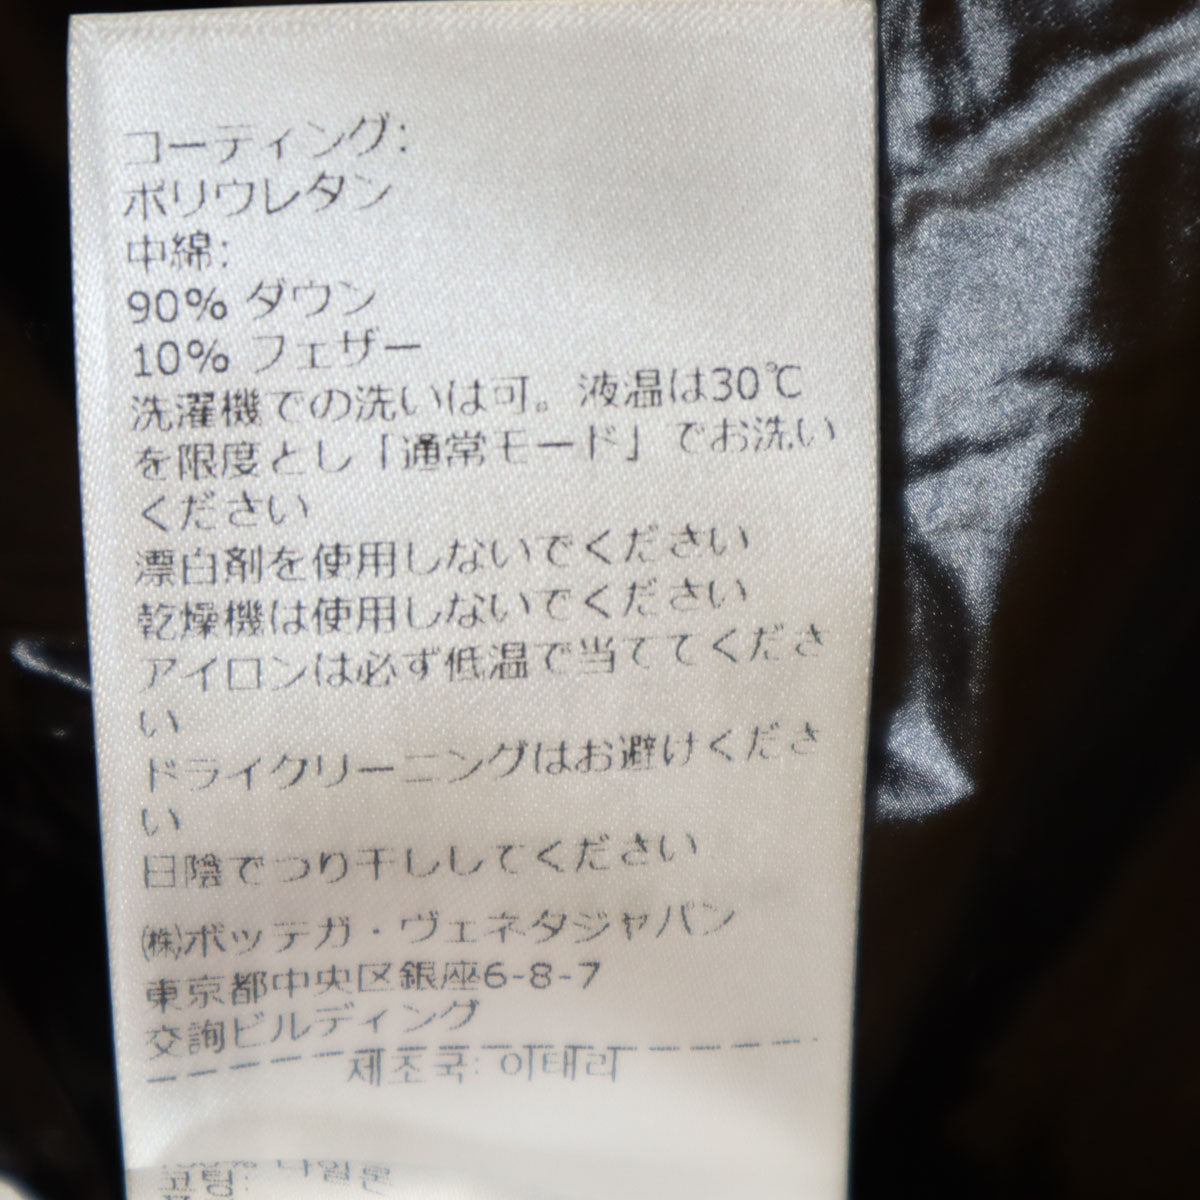 コーティング:
ポリウレタン
中綿:
90% ダウン
10% フェザー
洗濯機での洗いは可。液温は30℃
を限度とし「通常モード」でお洗い
ください
漂白剤を使用しないでください
乾燥機は使用しないでください
アイロンは必ず低温で当ててくださ
い
ドライクリーニングはお避けくださ
い
日陰でつり干ししてください
㈱ボッテガ・ヴェネタジャパン
東京都中央区銀座6-8-7
交詢ビルディング
제조국: 이태리
나일론
코팅: